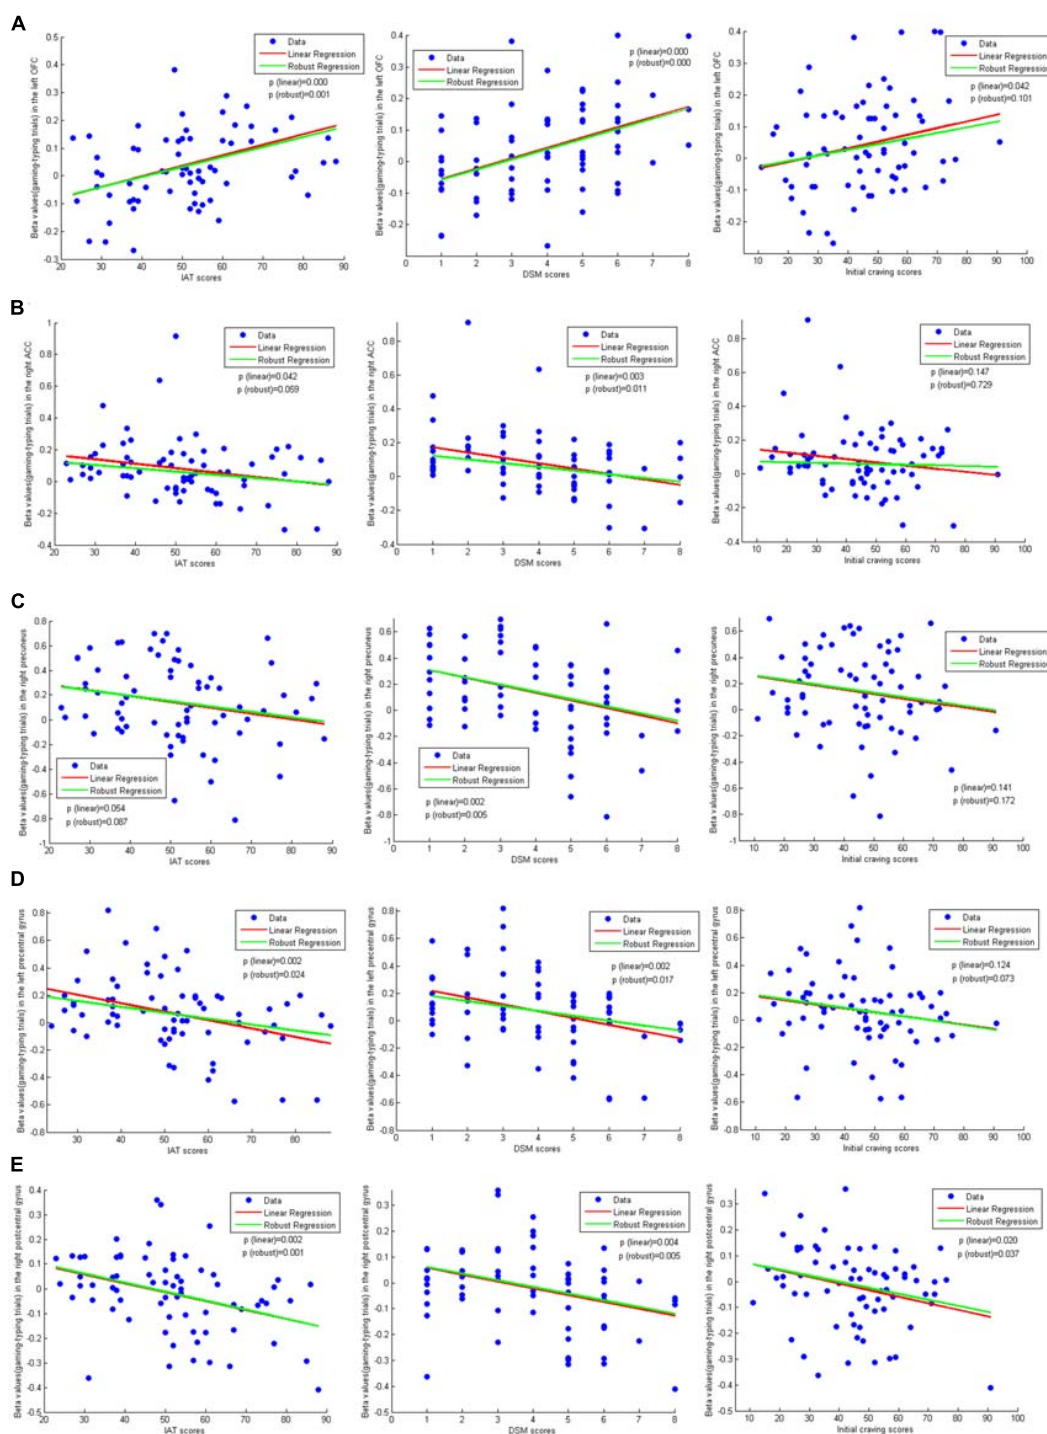 A
Data
Linear Regression
Robust Regression
p (linear)=0.000
p (robust)=0.001
Beta values(gaming-typing trials) in the left OFC
IAT scores
Data
Linear Regression
Robust Regression
p (linear)=0.000
p (robust)=0.000
Beta values(gaming-typing trials) in the left OFC
DSM scores
Data
Linear Regression
Robust Regression
p (linear)=0.042
p (robust)=0.101
Beta values(gaming-typing trials) in the left OFC
Initial craving scores
B
Data
Linear Regression
Robust Regression
p (linear)=0.042
p (robust)=0.059
Beta values(gaming-typing trials) in the right ACC
IAT scores
Data
Linear Regression
Robust Regression
p (linear)=0.003
p (robust)=0.011
Beta values(gaming-typing trials) in the right ACC
DSM scores
Data
Linear Regression
Robust Regression
p (linear)=0.147
p (robust)=0.729
Beta values(gaming-typing trials) in the right ACC
Initial craving scores
C
Data
Linear Regression
Robust Regression
p (linear)=0.054
p (robust)=0.087
Beta values(gaming-typing trials) in the right precuneus
IAT scores
Data
Linear Regression
Robust Regression
p (linear)=0.002
p (robust)=0.005
Beta values(gaming-typing trials) in the right precuneus
DSM scores
Data
Linear Regression
Robust Regression
p (linear)=0.141
p (robust)=0.172
Beta values(gaming-typing trials) in the right precuneus
Initial craving scores
D
Data
Linear Regression
Robust Regression
p (linear)=0.002
p (robust)=0.024
Beta values(gaming-typing trials) in the left precentral gyrus
IAT scores
Data
Linear Regression
Robust Regression
p (linear)=0.002
p (robust)=0.017
Beta values(gaming-typing trials) in the left precentral gyrus
DSM scores
Data
Linear Regression
Robust Regression
p (linear)=0.124
p (robust)=0.073
Beta values(gaming-typing trials) in the left precentral gyrus
Initial craving scores
E
Data
Linear Regression
Robust Regression
p (linear)=0.002
p (robust)=0.001
Beta values(gaming-typing trials) in the right postcentral gyrus
IAT scores
Data
Linear Regression
Robust Regression
p (linear)=0.004
p (robust)=0.005
Beta values(gaming-typing trials) in the right postcentral gyrus
DSM scores
Data
Linear Regression
Robust Regression
p (linear)=0.020
p (robust)=0.037
Beta values(gaming-typing trials) in the right postcentral gyrus
Initial craving scores